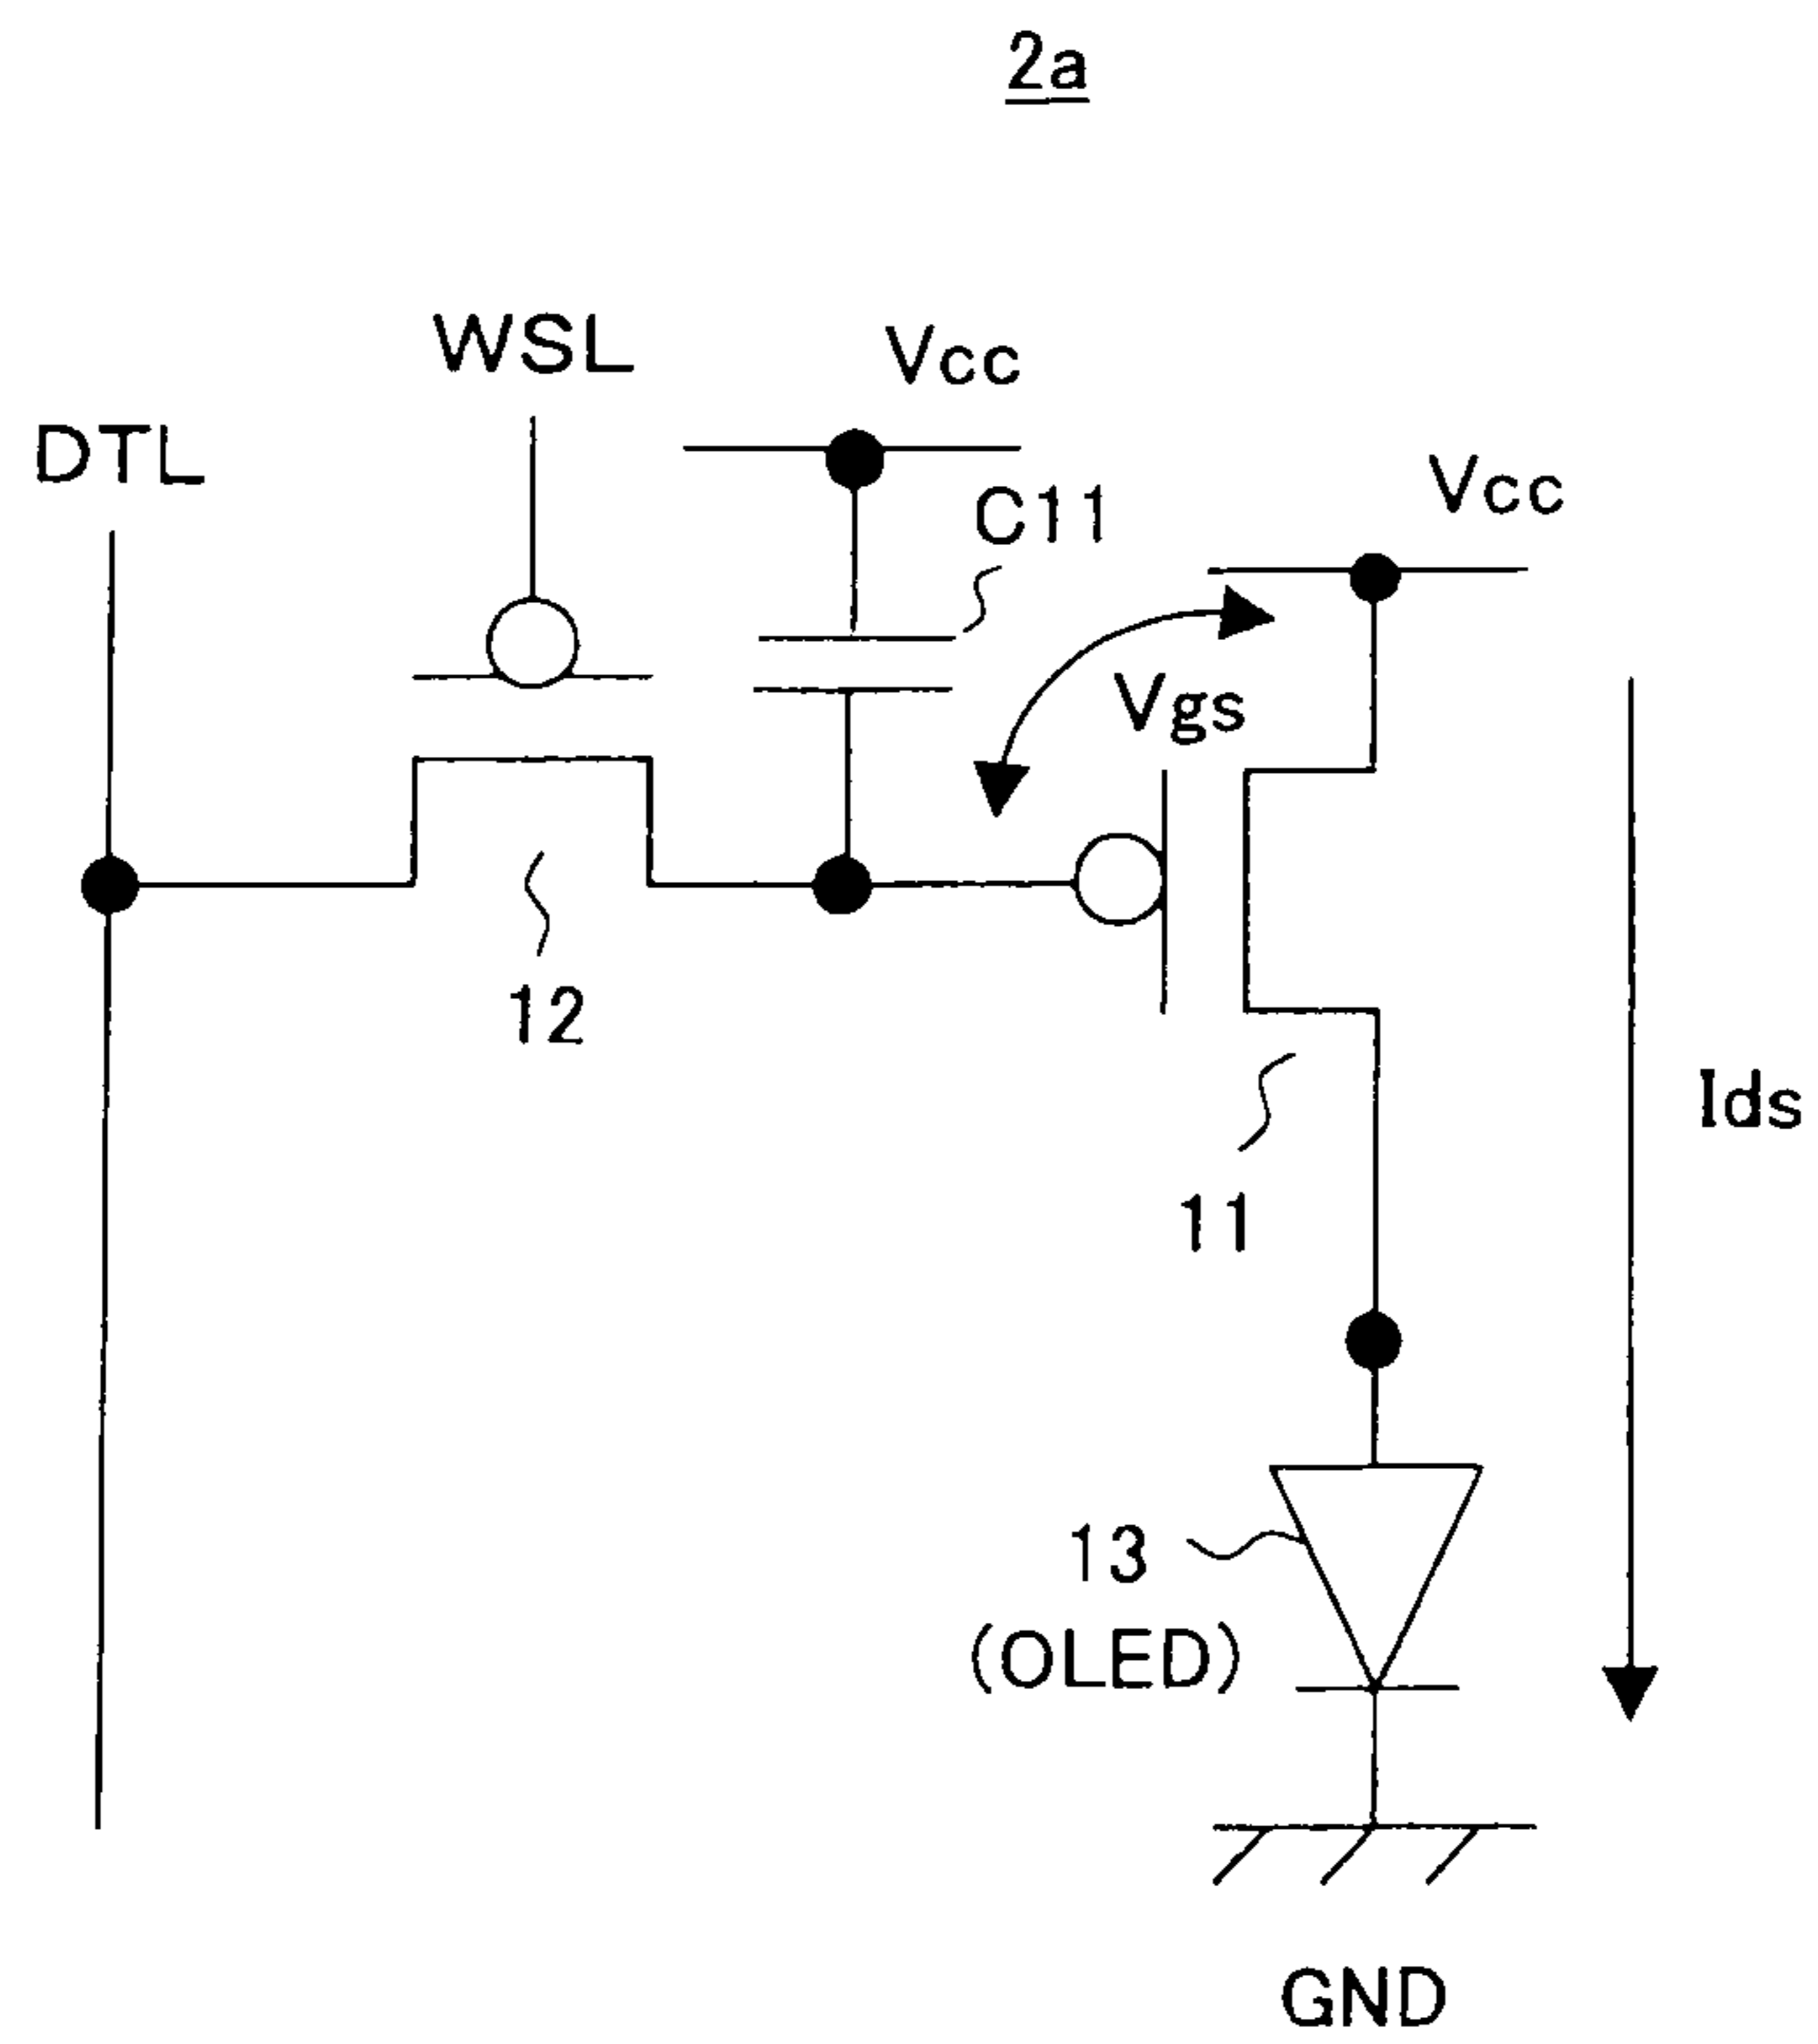 2a
WSL
Vcc
DTL
Vcc
C11
Vgs
12
Ids
11
13
(OLED)
GND